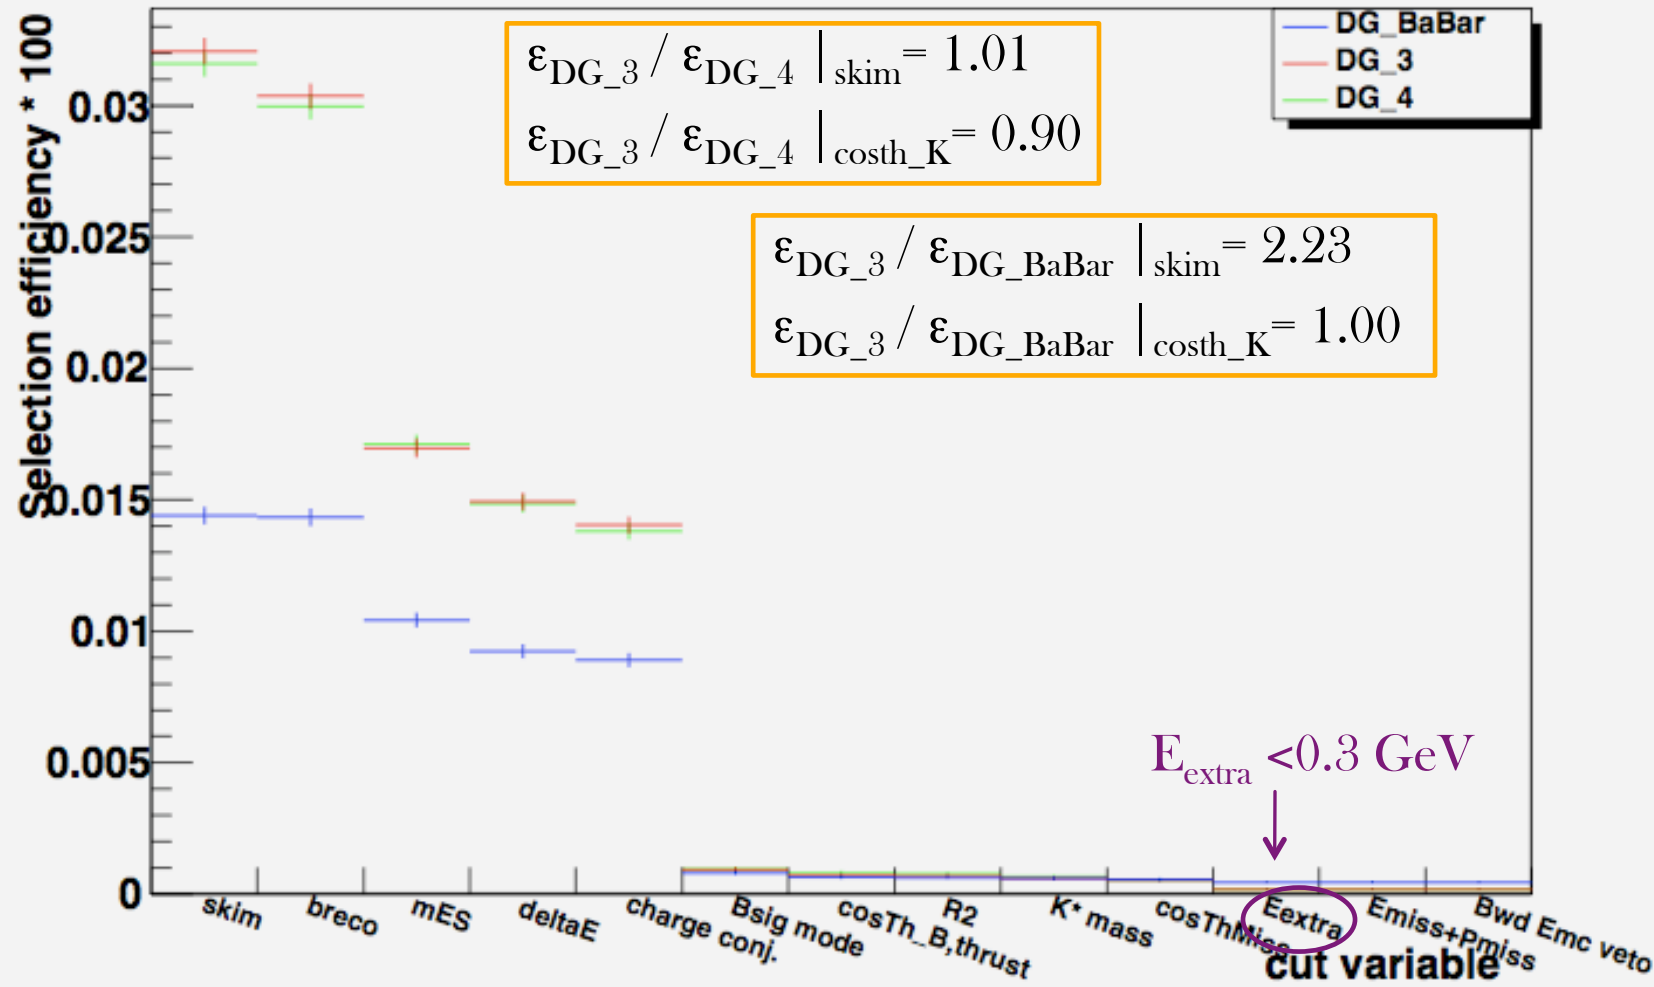 Selection efficiency * 100
0.03
0.025
0.02
0.015
0.01
0.005
0
εDG_3 / εDG_4 |skim= 1.01
εDG_3 / εDG_4 |costh_K= 0.90
DG_BaBar
DG_3
DG_4
εDG_3 / εDG_BaBar |skim= 2.23
εDG_3 / εDG_BaBar |costh_K= 1.00
Eextra <0.3 GeV
skim
breco
mES
deltaE
charge conj.
Bsig mode
cosTh_B,thrust
R2
K* mass
cosThMiss
Eextra
Emiss+Pmiss
Bwd Emc veto
cut variable